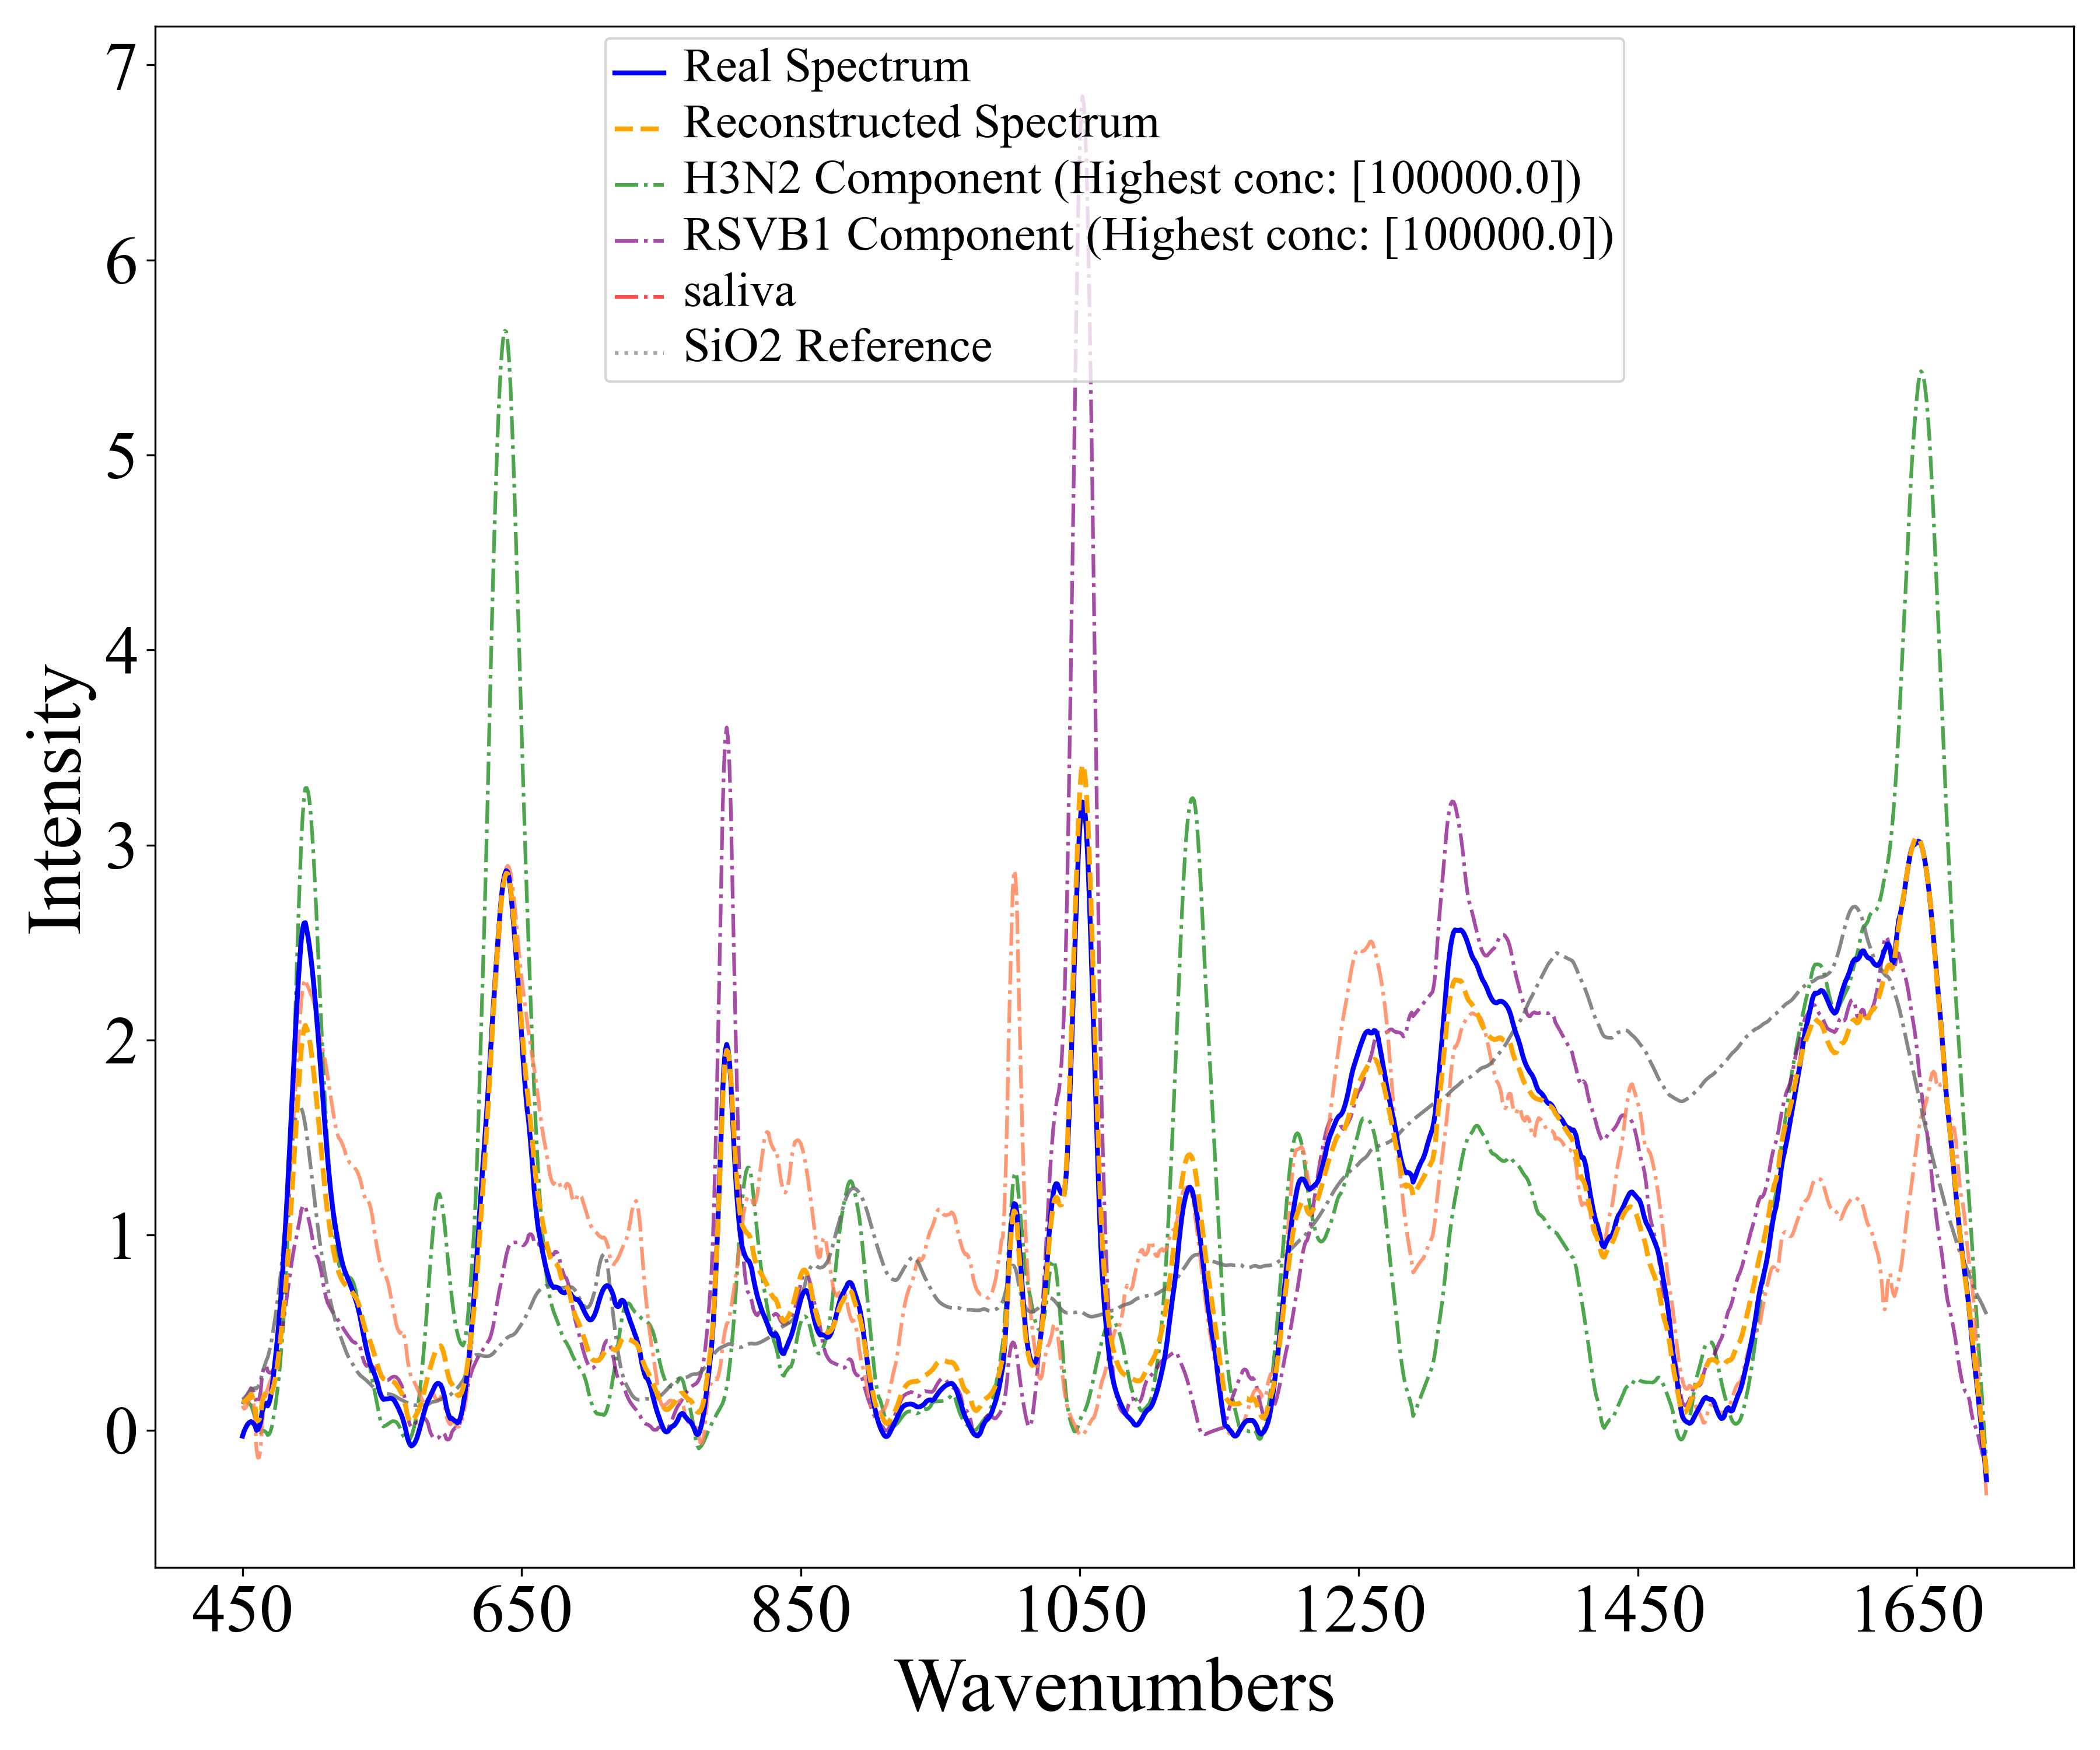 7
6
5
4
3
2
1
0
Intensity
Real Spectrum
Reconstructed Spectrum
H3N2 Component (Highest conc: [100000.0])
RSVB1 Component (Highest conc: [100000.0])
saliva
SiO2 Reference
450 650 850 1050 1250 1450 1650
Wavenumbers